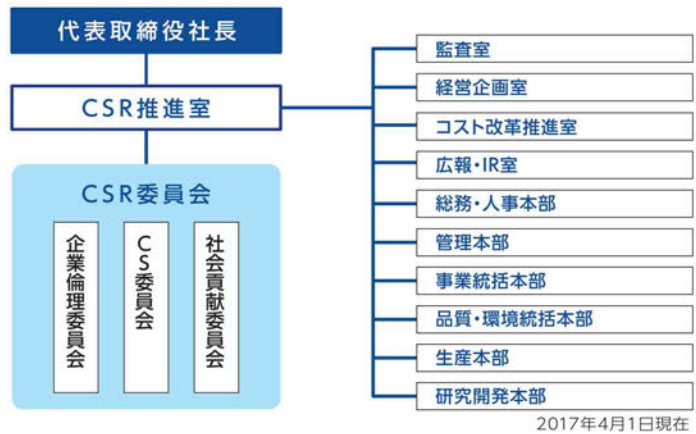 代表取締役社長
CSR推進室
CSR委員会
企業倫理委員会
CS委員会
社会貢献委員会
監査室
経営企画室
コスト改革推進室
広報・IR室
総務・人事本部
管理本部
事業統括本部
品質・環境統括本部
生産本部
研究開発本部
2017年4月1日現在